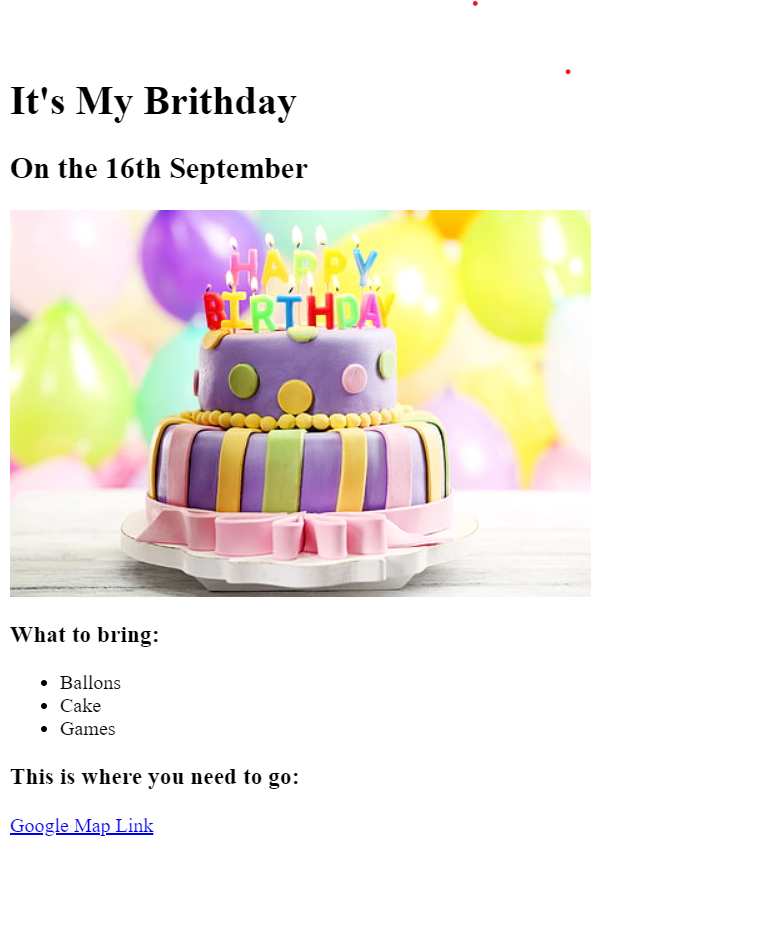 It's My Brithday
On the 16th September
HAPPY
BIRTHDAY
What to bring:
Ballons
Cake
Games
This is where you need to go:
Google Map Link